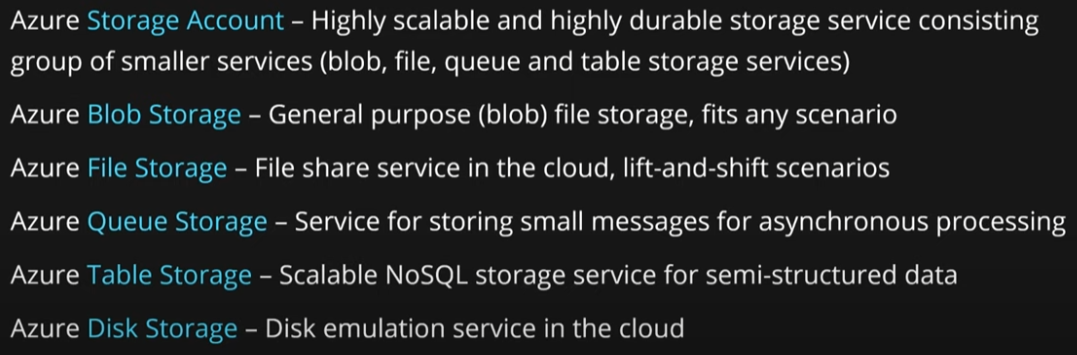 Azure Storage Account – Highly scalable and highly durable storage service consisting
group of smaller services (blob, file, queue and table storage services)
Azure Blob Storage – General purpose (blob) file storage, fits any scenario
Azure File Storage – File share service in the cloud, lift-and-shift scenarios
Azure Queue Storage – Service for storing small messages for asynchronous processing
Azure Table Storage – Scalable NoSQL storage service for semi-structured data
Azure Disk Storage – Disk emulation service in the cloud